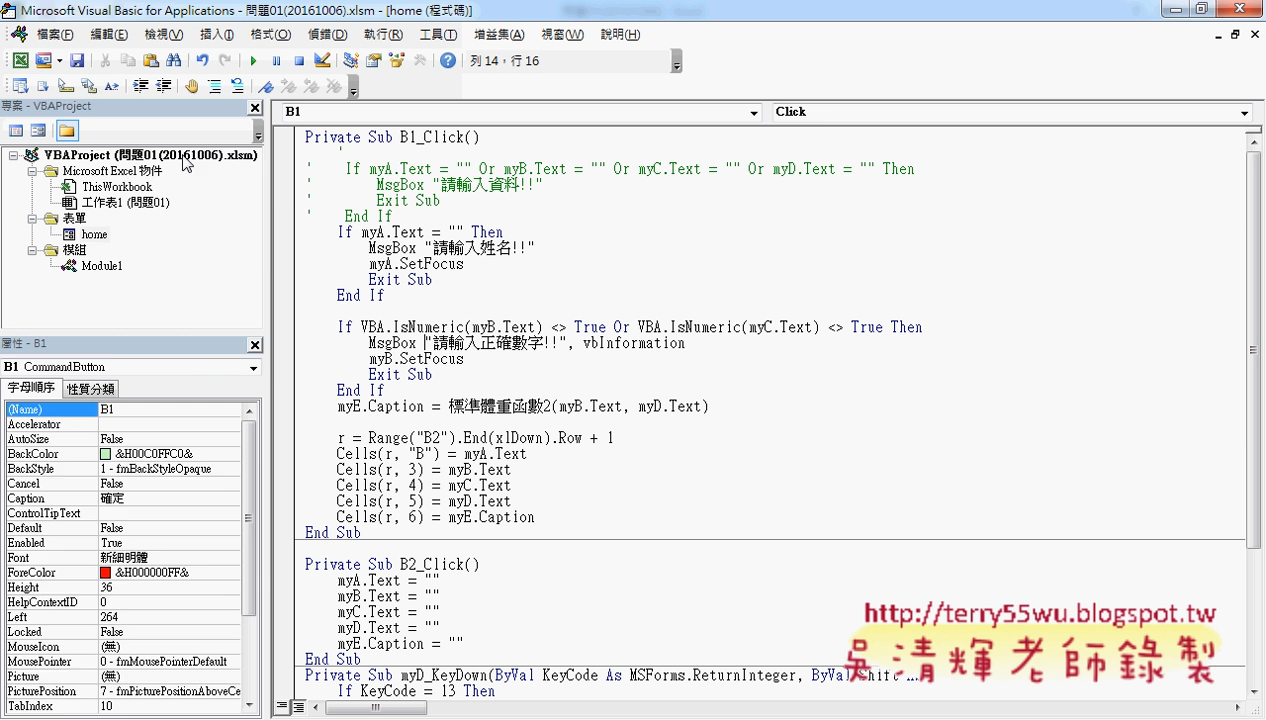 Microsoft Visual Basic for Applications - 問題01(20161006).xlsm - [home (程式碼)]
檔案(F) 編輯(E) 檢視(V) 插入(I) 格式(O) 偵錯(D) 執行(R) 工具(T) 增益集(A) 視窗(W) 說明(H)
列 14，行 16
專案 - VBAProject
VBAProject (問題01(20161006).xlsm)
Microsoft Excel 物件
ThisWorkbook
工作表1 (問題01)
表單
home
模組
Module1
屬性 - B1
B1 CommandButton
字母順序 性質分類
(Name) B1
Accelerator
AutoSize False
BackColor &H00C0FFC0&
BackStyle 1 - fmBackStyleOpaque
Cancel False
Caption 確定
ControlTipText
Default False
Enabled True
Font 新細明體
ForeColor &H000000FF&
Height 36
HelpContextID 0
Left 264
Locked False
MouseIcon (無)
MousePointer 0 - fmMousePointerDefault
Picture (無)
PicturePosition 7 - fmPicturePositionAboveCe
TabIndex 10
B1 Click
Private Sub B1_Click()
'
' If myA.Text = "" Or myB.Text = "" Or myC.Text = "" Or myD.Text = "" Then
' MsgBox "請輸入資料!!"
' Exit Sub
' End If
If myA.Text = "" Then
MsgBox "請輸入姓名!!"
myA.SetFocus
Exit Sub
End If
If VBA.IsNumeric(myB.Text) <> True Or VBA.IsNumeric(myC.Text) <> True Then
MsgBox "請輸入正確數字!!", vbInformation
myB.SetFocus
Exit Sub
End If
myE.Caption = 標準體重函數2(myB.Text, myD.Text)
r = Range("B2").End(xlDown).Row + 1
Cells(r, "B") = myA.Text
Cells(r, 3) = myB.Text
Cells(r, 4) = myC.Text
Cells(r, 5) = myD.Text
Cells(r, 6) = myE.Caption
End Sub
Private Sub B2_Click()
myA.Text = ""
myB.Text = ""
myC.Text = ""
myD.Text = ""
myE.Caption = ""
End Sub
Private Sub myD_KeyDown(ByVal KeyCode As MSForms.ReturnInteger, ByVal Shift
If KeyCode = 13 Then
http://terry55wu.blogspot.tw
吳清輝老師錄製